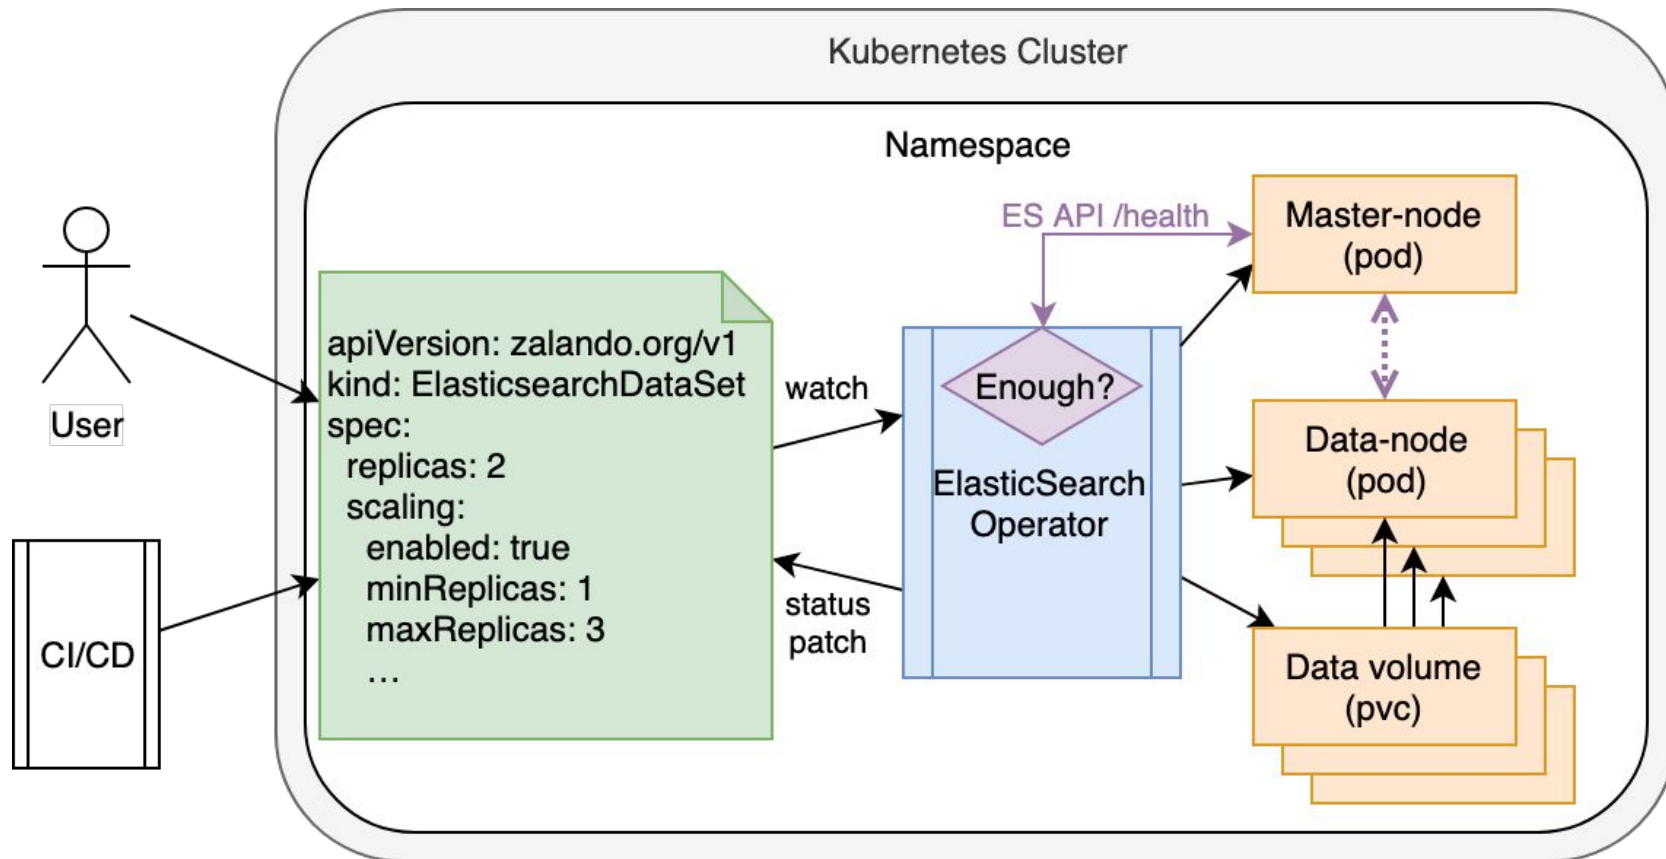 Kubernetes Cluster
Namespace
ES API /health
Master-node
(pod)
User
apiVersion: zalando.org/v1
kind: ElasticsearchDataSet
spec:
  replicas: 2
  scaling:
    enabled: true
    minReplicas: 1
    maxReplicas: 3
    ...
watch
Enough?
ElasticSearch
Operator
status
patch
Data-node
(pod)
CI/CD
Data volume
(pvc)